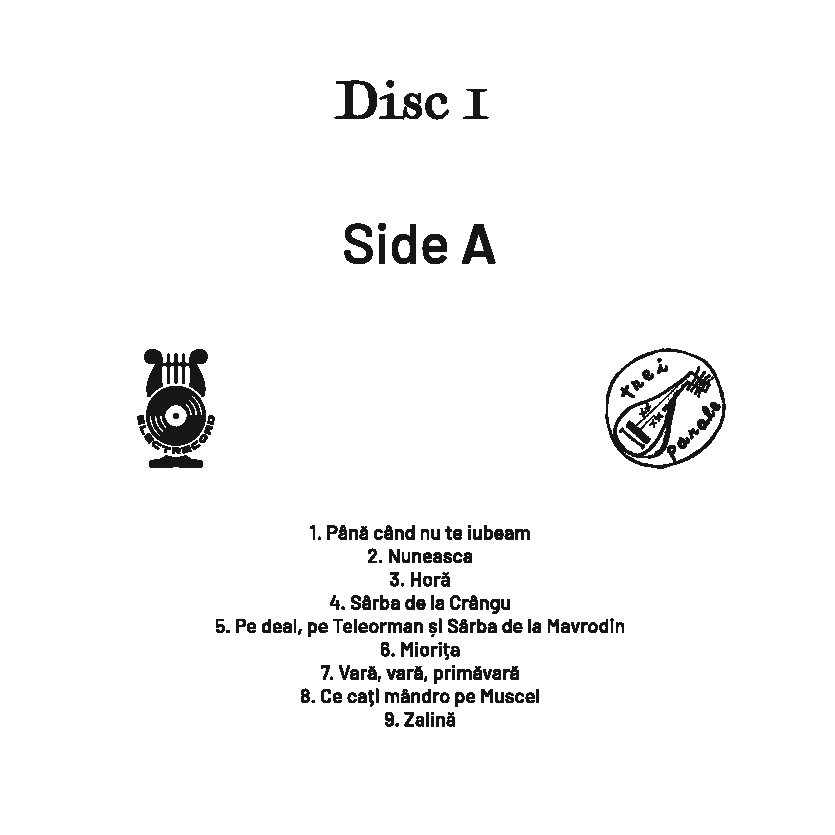 Disc 1
Side A
ELECTRECORD
trei
parale
1. Până când nu te iubeam
2. Nuneasca
3. Horă
4. Sârba de la Crângu
5. Pe deal, pe Teleorman și Sârba de la Mavrodin
6. Miorița
7. Vară, vară, primăvară
8. Ce cați mândro pe Muscel
9. Zalină